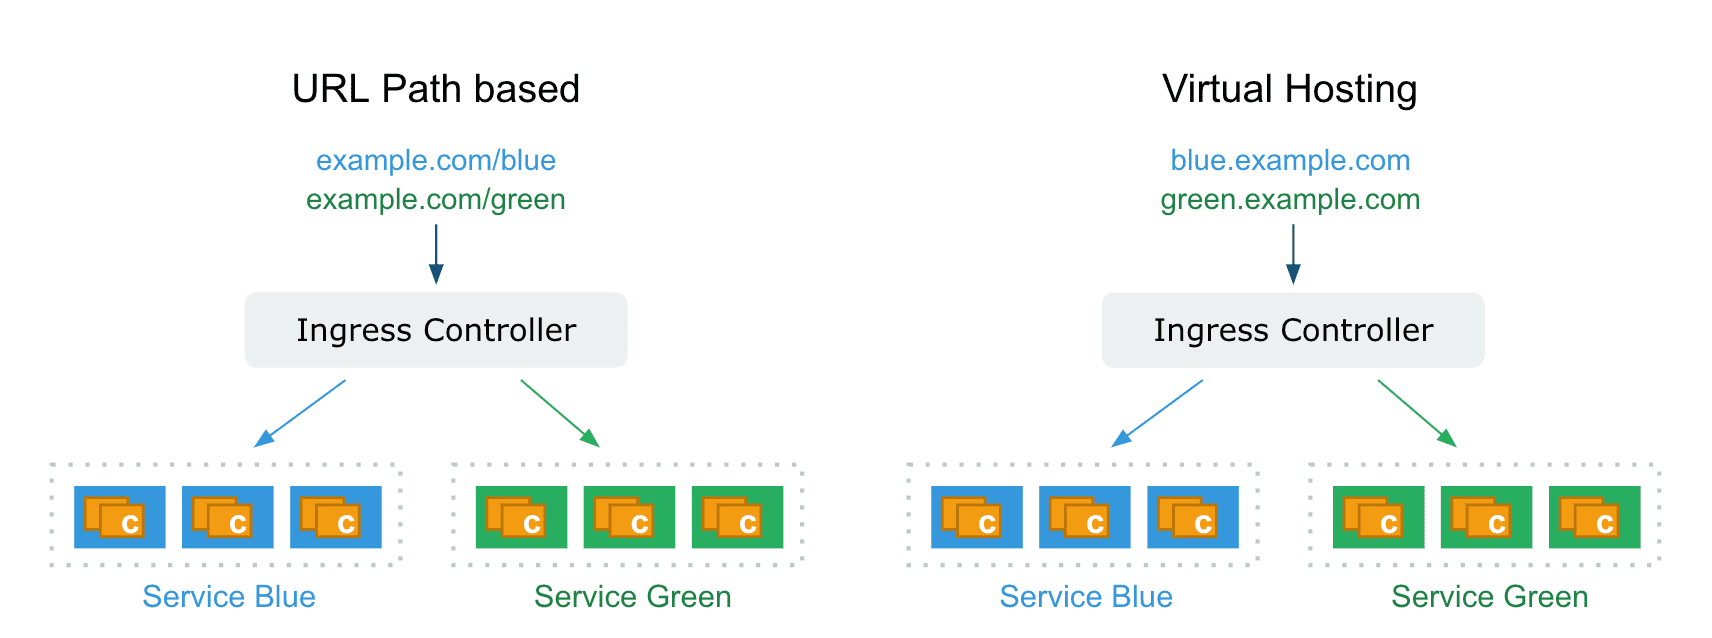 URL Path based
example.com/blue
example.com/green
Ingress Controller
C
C
C
C
C
C
Service Blue
Service Green
Virtual Hosting
blue.example.com
green.example.com
Ingress Controller
C
C
C
C
C
C
Service Blue
Service Green